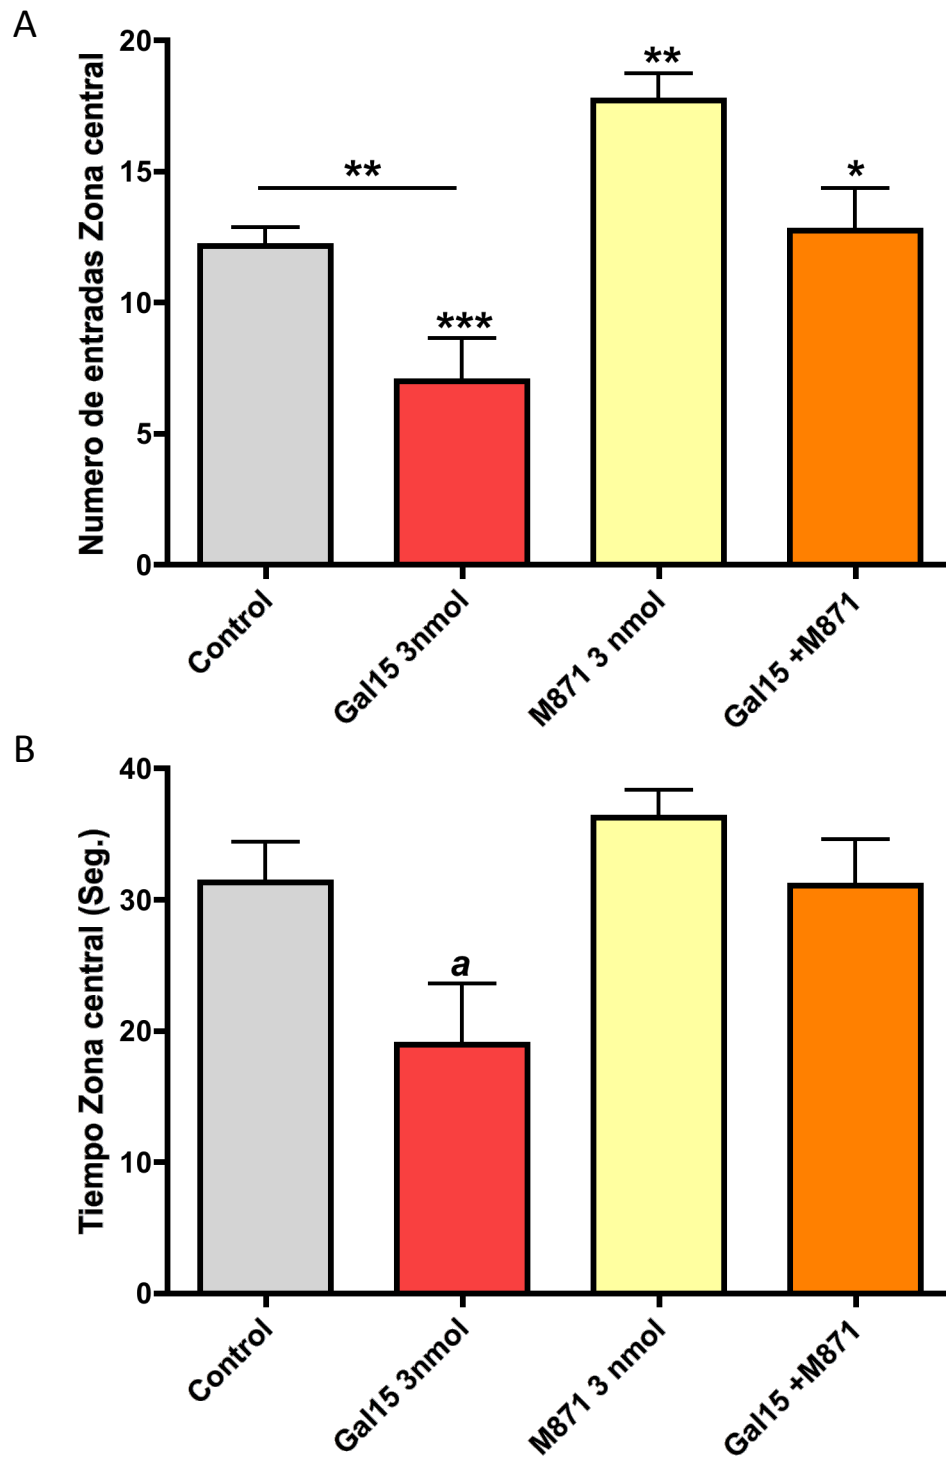 A
Numero de entradas Zona central
20
15
10
5
0
**
***
**
*
Control
Gal15 3nmol
M871 3 nmol
Gal15 +M871
B
Tiempo Zona central (Seg.)
40
30
20
10
0
a
Control
Gal15 3nmol
M871 3 nmol
Gal15 +M871